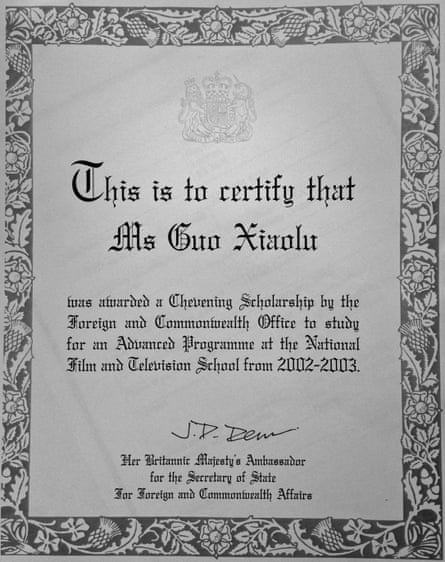 This is to certify that
Ms Guo Xiaolu
was awarded a Chevening Scholarship by the
Foreign and Commonwealth Office to study
for an Advanced Programme at the National
Film and Television School from 2002-2003.
Her Britannic Majesty's Ambassador
for the Secretary of State
For Foreign and Commonwealth Affairs